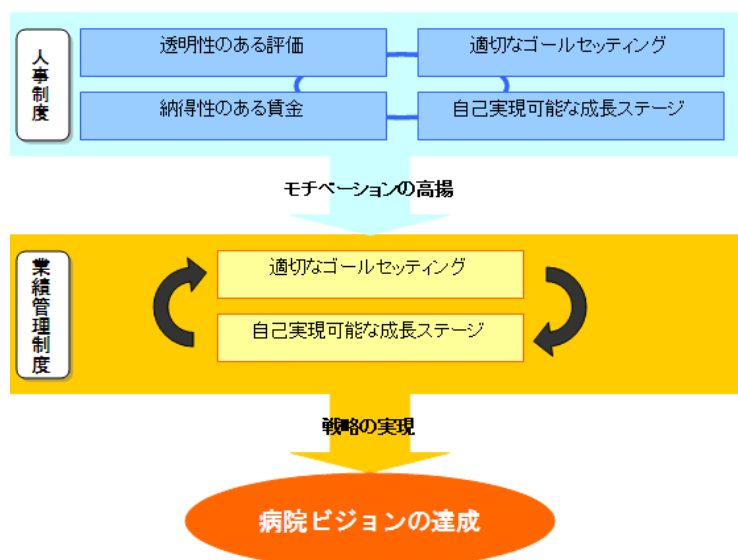 人事制度
透明性のある評価
適切なゴールセッティング
納得性のある賃金
自己実現可能な成長ステージ
モチベーションの高揚
業績管理制度
適切なゴールセッティング
自己実現可能な成長ステージ
戦略の実現
病院ビジョンの達成